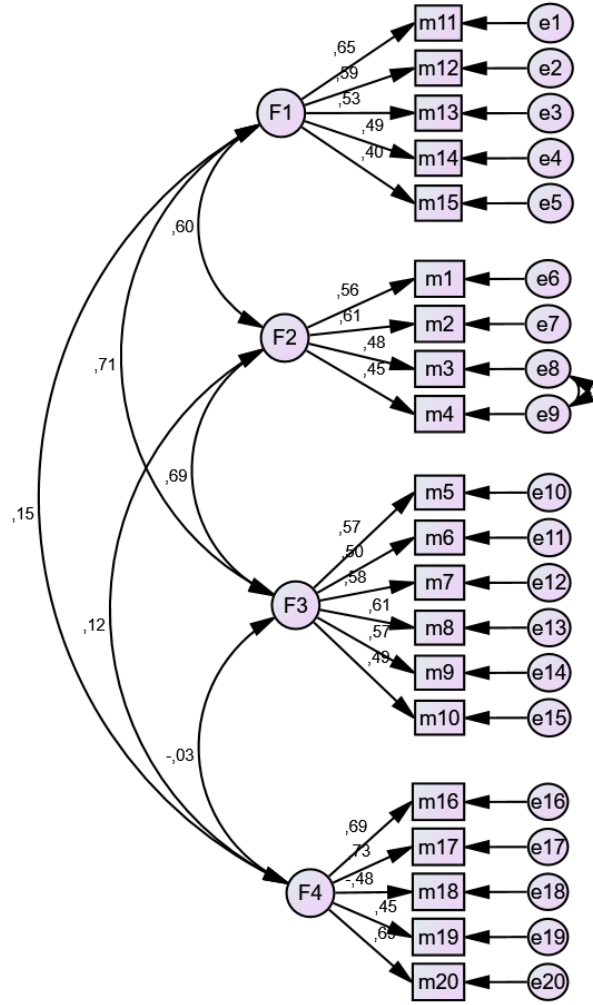 m11
e1
,65
m12
e2
,59
,53
F1
m13
e3
,49
m14
e4
,40
m15
e5
,60
,56
m1
e6
,61
m2
e7
F2
,48
m3
e8
,45
m4
e9
,71
,69
,15
,57
m5
e10
,50
m6
e11
,58
m7
e12
F3
,61
m8
e13
,57
m9
e14
,49
m10
e15
,12
-,03
,69
m16
e16
,73
m17
e17
-,48
F4
m18
e18
,45
m19
e19
m20
e20